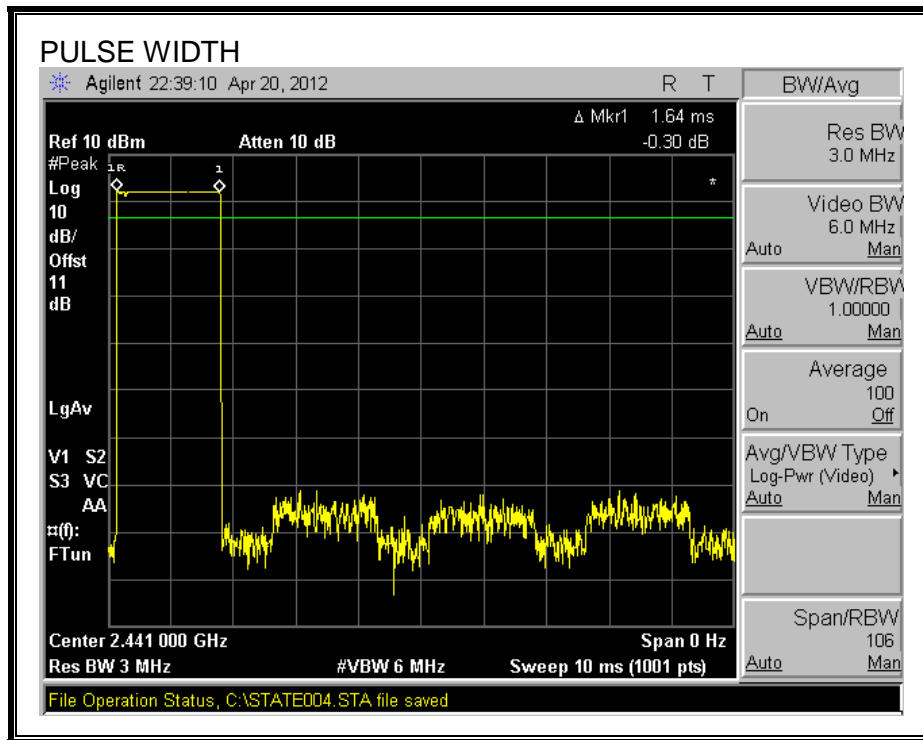 PULSE WIDTH
Agilent 22:39:10 Apr 20, 2012 R T
Δ Mkr1 1.64 ms
Ref 10 dBm Atten 10 dB -0.30 dB
#Peak
Log
10
dB/
Offst
11
dB
LgAv
V1 S2
S3 VC
AA
¤(f):
FTun
1R 1
*
Center 2.441 000 GHz Span 0 Hz
Res BW 3 MHz #VBW 6 MHz Sweep 10 ms (1001 pts)
File Operation Status, C:\STATE004.STA file saved
BW/Avg
Res BW
3.0 MHz
Video BW
6.0 MHz
Auto Man
VBW/RBW
1.00000
Auto Man
Average
100
On Off
Avg/VBW Type
Log-Pwr (Video)
Auto Man
Span/RBW
106
Auto Man